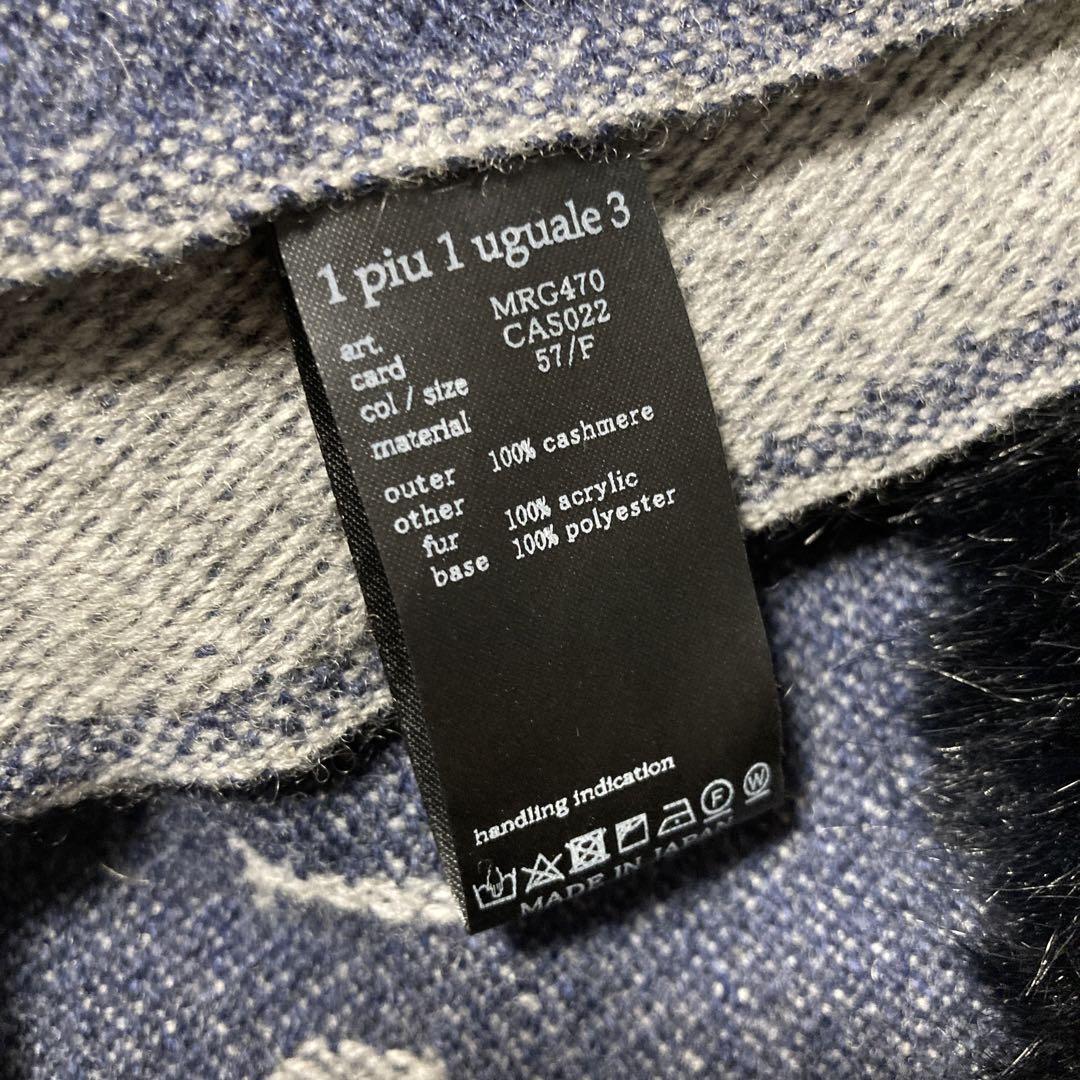 1 piu 1 uguale 3
art. MRG470
card CAS022
col / size 57/F
material
outer 100% cashmere
other
fur 100% acrylic
base 100% polyester
handling indication
F W
MADE IN JAPAN